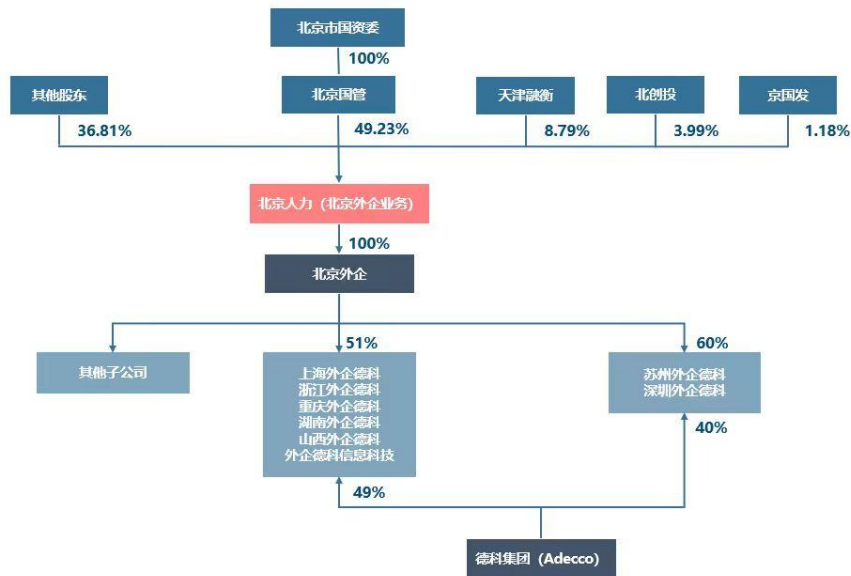 北京市国资委
100%
其他股东
北京国管
天津融衡
北创投
京国发
36.81%
49.23%
8.79%
3.99%
1.18%
北京人力（北京外企业务）
100%
北京外企
51%
60%
其他子公司
上海外企德科
浙江外企德科
重庆外企德科
湖南外企德科
山西外企德科
外企德科信息科技
苏州外企德科
深圳外企德科
40%
49%
德科集团（Adecco）